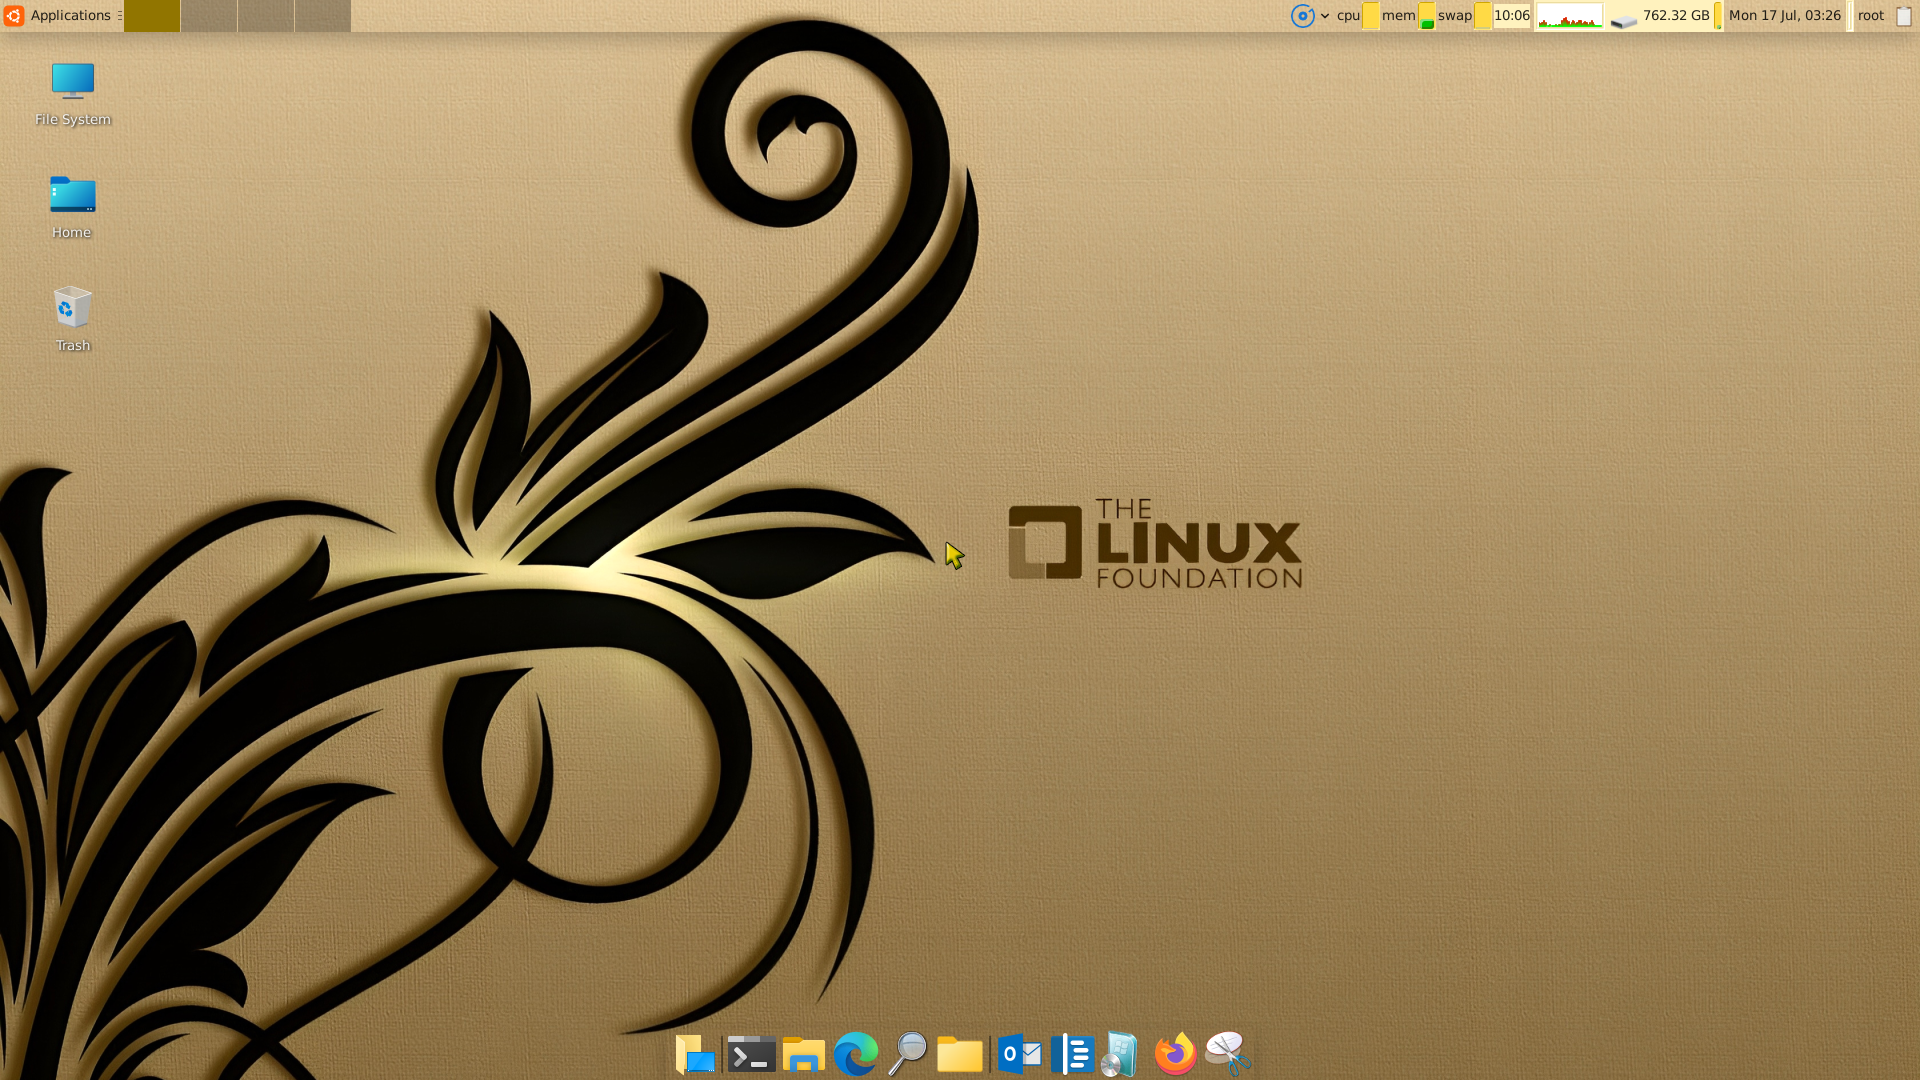 Applications
cpu mem swap 10:06 762.32 GB Mon 17 Jul, 03:26 root
File System
Home
Trash
THE
LINUX
FOUNDATION